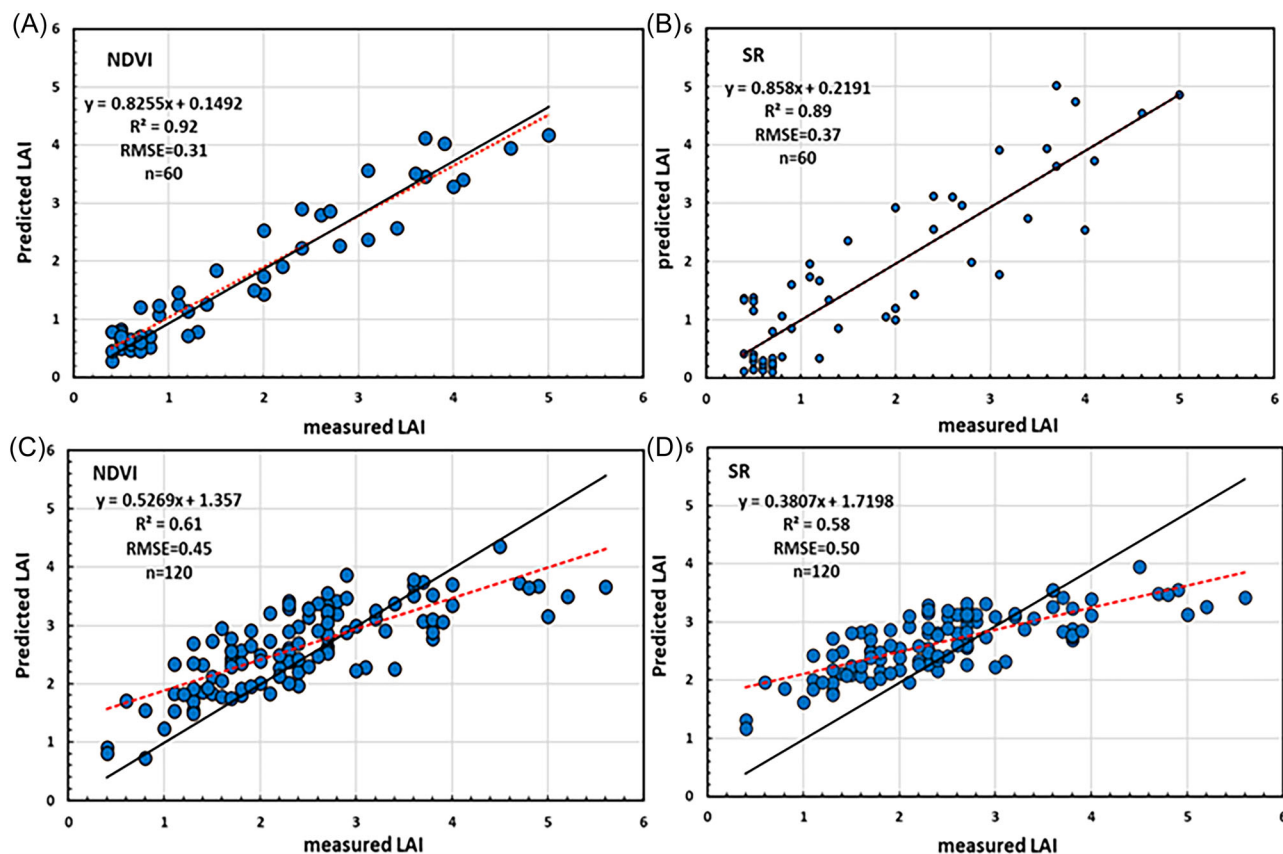 (A)
NDVI
y = 0.8255x + 0.1492
R² = 0.92
RMSE=0.31
n=60
Predicted LAI
6
5
4
3
2
1
0
0 1 2 3 4 5 6
measured LAI
(B)
SR
y = 0.858x + 0.2191
R² = 0.89
RMSE=0.37
n=60
predicted LAI
6
5
4
3
2
1
0
0 1 2 3 4 5 6
measured LAI
(C)
NDVI
y = 0.5269x + 1.357
R² = 0.61
RMSE=0.45
n=120
Predicted LAI
6
5
4
3
2
1
0
0 1 2 3 4 5 6
measured LAI
(D)
SR
y = 0.3807x + 1.7198
R² = 0.58
RMSE=0.50
n=120
Predicted LAI
6
5
4
3
2
1
0
0 1 2 3 4 5 6
measured LAI